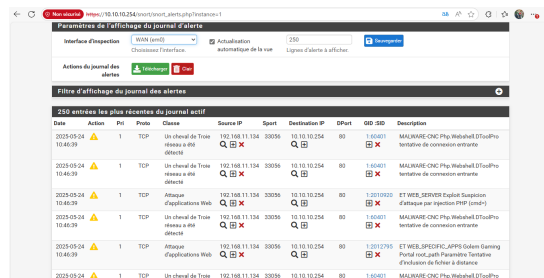 Non sécurisé https://10.10.10.254/snort/snort_alerts.php?instance=1
Paramètres de l'affichage du journal d'alerte
Interface d'inspection
WAN (em0)
Choisissez l'interface.
Actualisation automatique de la vue
250
Lignes d'alerte à afficher.
Sauvegarder
Actions du journal des alertes
Télécharger
Clair
Filtre d'affichage du journal des alertes
250 entrées les plus récentes du journal actif
Date Action Pri Proto Classe Source IP Sport Destination IP DPort GID :SID Description
2025-05-24 1 TCP Un cheval de Troie 192.168.11.134 33056 10.10.10.254 80 1:60401 MALWARE-CNC Php.Webshell.DToolPro
10:46:39 réseau a été tentative de connexion entrante
détecté
2025-05-24 1 TCP Un cheval de Troie 192.168.11.134 33056 10.10.10.254 80 1:60401 MALWARE-CNC Php.Webshell.DToolPro
10:46:39 réseau a été tentative de connexion entrante
détecté
2025-05-24 1 TCP Attaque 192.168.11.134 33056 10.10.10.254 80 1:2010920 ET WEB_SERVER Exploit Suspicion
10:46:39 d'applications Web d'attaque par injection PHP (cmd=)
2025-05-24 1 TCP Un cheval de Troie 192.168.11.134 33056 10.10.10.254 80 1:60401 MALWARE-CNC Php.Webshell.DToolPro
10:46:39 réseau a été tentative de connexion entrante
détecté
2025-05-24 1 TCP Attaque 192.168.11.134 33056 10.10.10.254 80 1:2012795 ET WEB_SPECIFIC_APPS Golem Gaming
10:46:39 d'applications Web Portal root_path Paramètre Tentative
d'inclusion de fichier à distance
2025-05-24 1 TCP Un cheval de Troie 192.168.11.134 33056 10.10.10.254 80 1:60401 MALWARE-CNC Php.Webshell.DToolPro